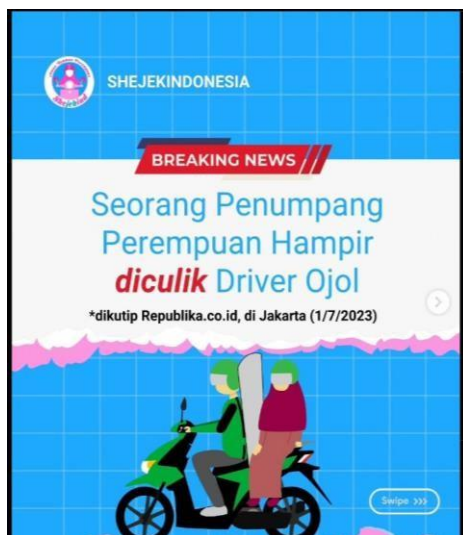 SHEJEKINDONESIA
BREAKING NEWS
Seorang Penumpang
Perempuan Hampir
diculik Driver Ojol
*dikutip Republika.co.id, di Jakarta (1/7/2023)
Swipe >>>